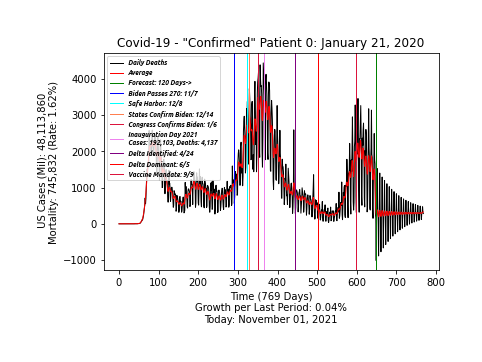 Covid-19 - "Confirmed" Patient 0: January 21, 2020
US Cases (Mil): 48,113,860
Mortality: 745,832 (Rate: 1.62%)
4000
3000
2000
1000
0
−1000
Daily Deaths
Average
Forecast: 120 Days->
Biden Passes 270: 11/7
Safe Harbor: 12/8
States Confirm Biden: 12/14
Congress Confirms Biden: 1/6
Inauguration Day 2021
Cases: 192,103, Deaths: 4,137
Delta Identified: 4/24
Delta Dominant: 6/5
Vaccine Mandate: 9/9
0 100 200 300 400 500 600 700 800
Time (769 Days)
Growth per Last Period: 0.04%
Today: November 01, 2021